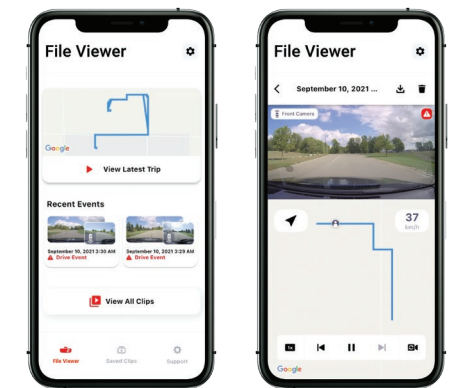 File Viewer
Google
View Latest Trip
Recent Events
September 10, 2021 3:30 AM
Drive Event
September 10, 2021 3:29 AM
Drive Event
View All Clips
File Viewer
Saved Clips
Support
File Viewer
September 10, 2021 ...
Front Camera
37
km/h
1x
Google